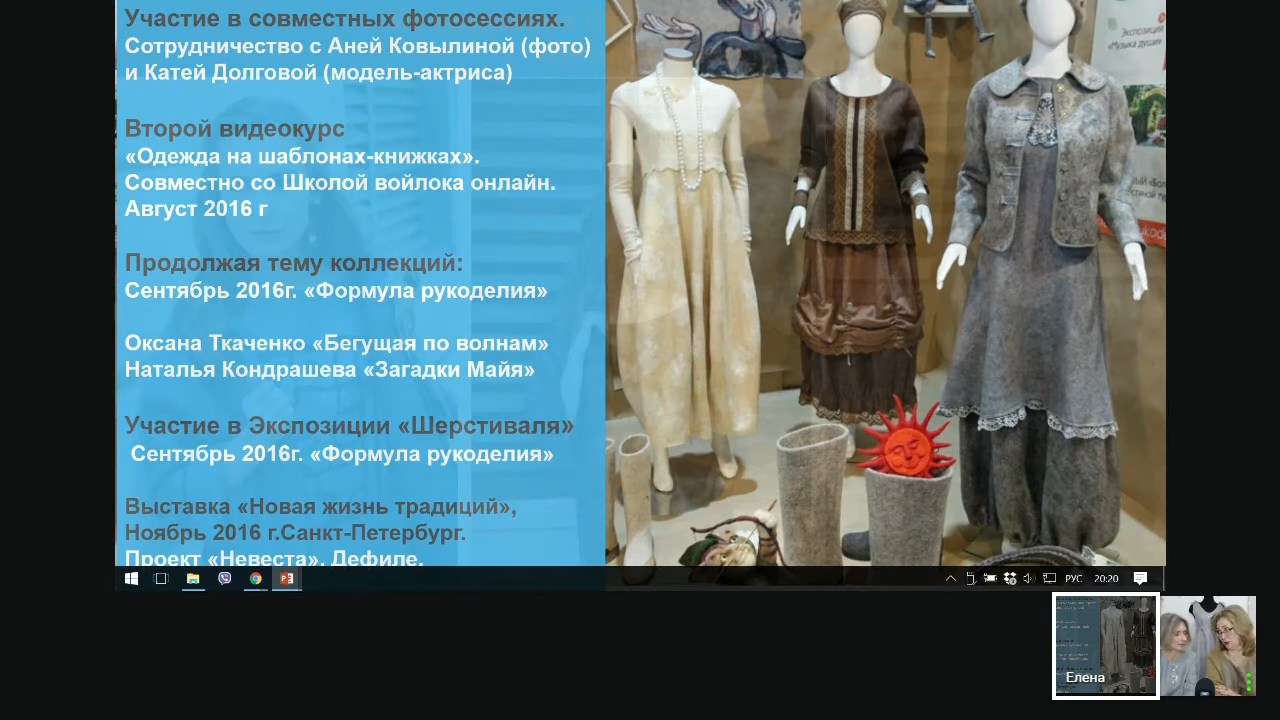 Участие в совместных фотосессиях.
Сотрудничество с Аней Ковылиной (фото)
и Катей Долговой (модель-актриса)
Второй видеокурс
«Одежда на шаблонах-книжках».
Совместно со Школой войлока онлайн.
Август 2016 г
Продолжая тему коллекций:
Сентябрь 2016г. «Формула рукоделия»
Оксана Ткаченко «Бегущая по волнам»
Наталья Кондрашева «Загадки Майя»
Участие в Экспозиции «Шерстиваля»
Сентябрь 2016г. «Формула рукоделия»
Выставка «Новая жизнь традиций»,
Ноябрь 2016 г.Санкт-Петербург.
Проект «Невеста». Дефиле.
Экспозиция
«Музыка души»
РУС
20:20
Елена